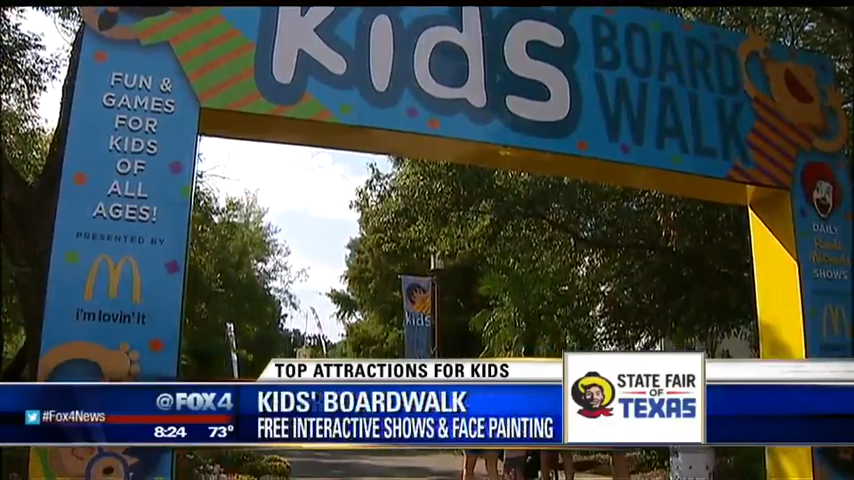 Kids
BOARD
WALK
FUN &
GAMES
FOR
KIDS
OF
ALL
AGES!
PRESENTED BY
i'm lovin' it
DAILY
SHOWS
KIDS
TOP ATTRACTIONS FOR KIDS
@FOX4
KIDS' BOARDWALK
#Fox4News
8:24 73°
FREE INTERACTIVE SHOWS & FACE PAINTING
STATE FAIR
OF
TEXAS